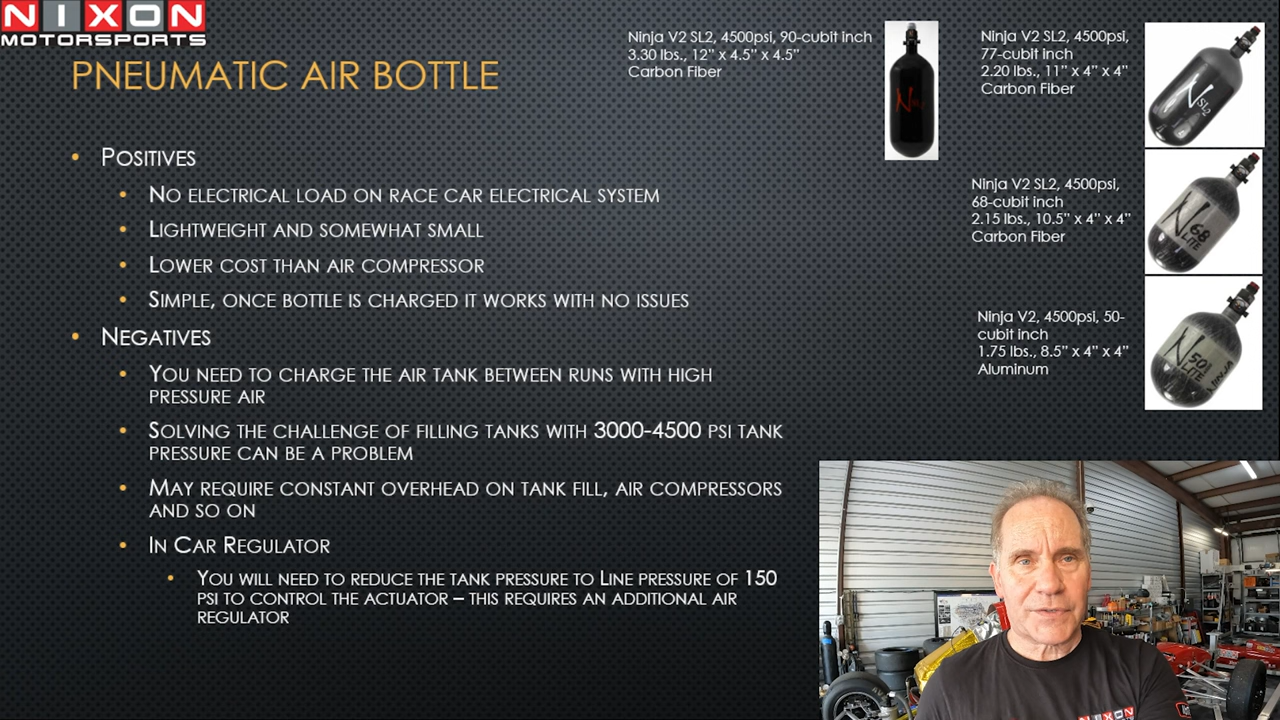 NIXON
MOTORSPORTS
PNEUMATIC AIR BOTTLE
• POSITIVES
• NO ELECTRICAL LOAD ON RACE CAR ELECTRICAL SYSTEM
• LIGHTWEIGHT AND SOMEWHAT SMALL
• LOWER COST THAN AIR COMPRESSOR
• SIMPLE, ONCE BOTTLE IS CHARGED IT WORKS WITH NO ISSUES
• NEGATIVES
• YOU NEED TO CHARGE THE AIR TANK BETWEEN RUNS WITH HIGH
PRESSURE AIR
• SOLVING THE CHALLENGE OF FILLING TANKS WITH 3000-4500 PSI TANK
PRESSURE CAN BE A PROBLEM
• MAY REQUIRE CONSTANT OVERHEAD ON TANK FILL, AIR COMPRESSORS
AND SO ON
• IN CAR REGULATOR
• YOU WILL NEED TO REDUCE THE TANK PRESSURE TO LINE PRESSURE OF 150
PSI TO CONTROL THE ACTUATOR – THIS REQUIRES AN ADDITIONAL AIR
REGULATOR
Ninja V2 SL2, 4500psi, 90-cubit inch
3.30 lbs., 12” x 4.5” x 4.5”
Carbon Fiber
Ninja V2 SL2, 4500psi,
77-cubit inch
2.20 lbs., 11” x 4” x 4”
Carbon Fiber
N SL2
Ninja V2 SL2, 4500psi,
68-cubit inch
2.15 lbs., 10.5” x 4” x 4”
Carbon Fiber
N 68
LITE
Ninja V2, 4500psi, 50-
cubit inch
1.75 lbs., 8.5” x 4” x 4”
Aluminum
N 50
LITE
NIXON